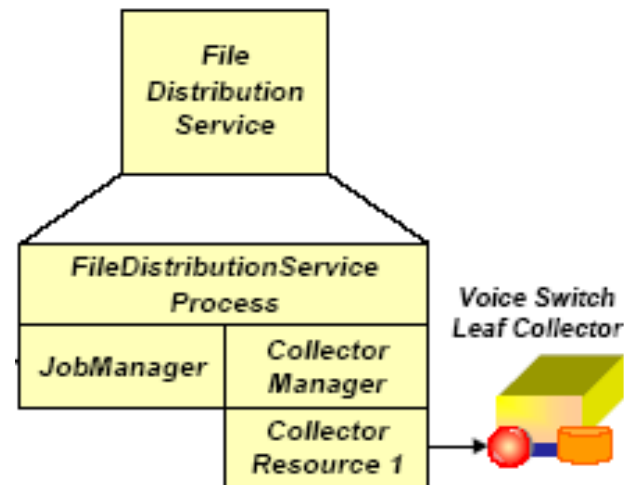 File
Distribution
Service
FileDistributionService
Process
JobManager
Collector
Manager
Collector
Resource 1
Voice Switch
Leaf Collector